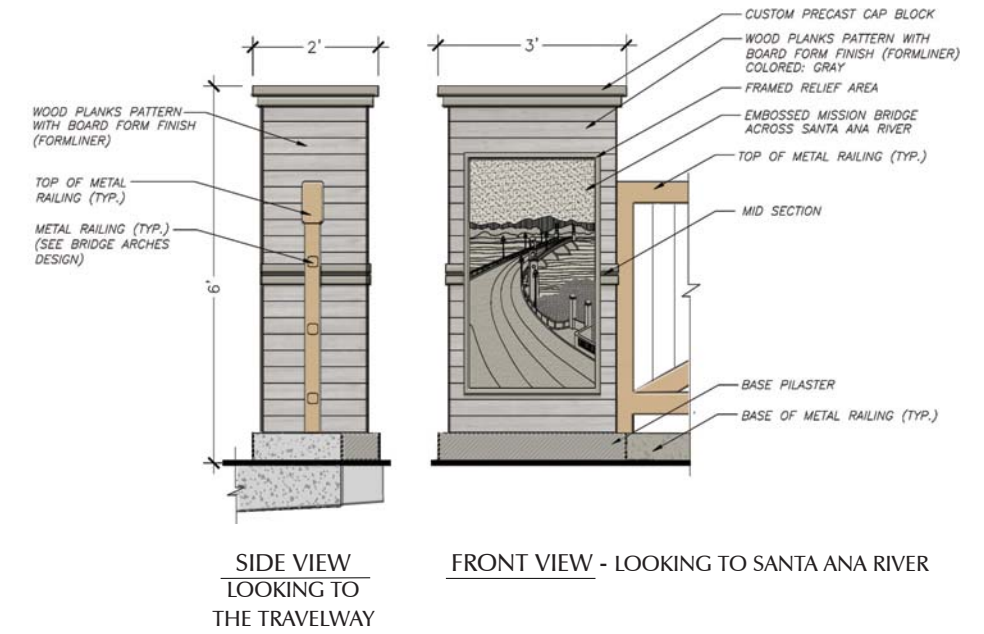 2'
3'
6'
WOOD PLANKS PATTERN
WITH BOARD FORM FINISH
(FORMLINER)
TOP OF METAL
RAILING (TYP.)
METAL RAILING (TYP.)
(SEE BRIDGE ARCHES
DESIGN)
CUSTOM PRECAST CAP BLOCK
WOOD PLANKS PATTERN WITH
BOARD FORM FINISH (FORMLINER)
COLORED: GRAY
FRAMED RELIEF AREA
EMBOSSED MISSION BRIDGE
ACROSS SANTA ANA RIVER
TOP OF METAL RAILING (TYP.)
MID SECTION
BASE PILASTER
BASE OF METAL RAILING (TYP.)
SIDE VIEW
LOOKING TO
THE TRAVELWAY
FRONT VIEW - LOOKING TO SANTA ANA RIVER